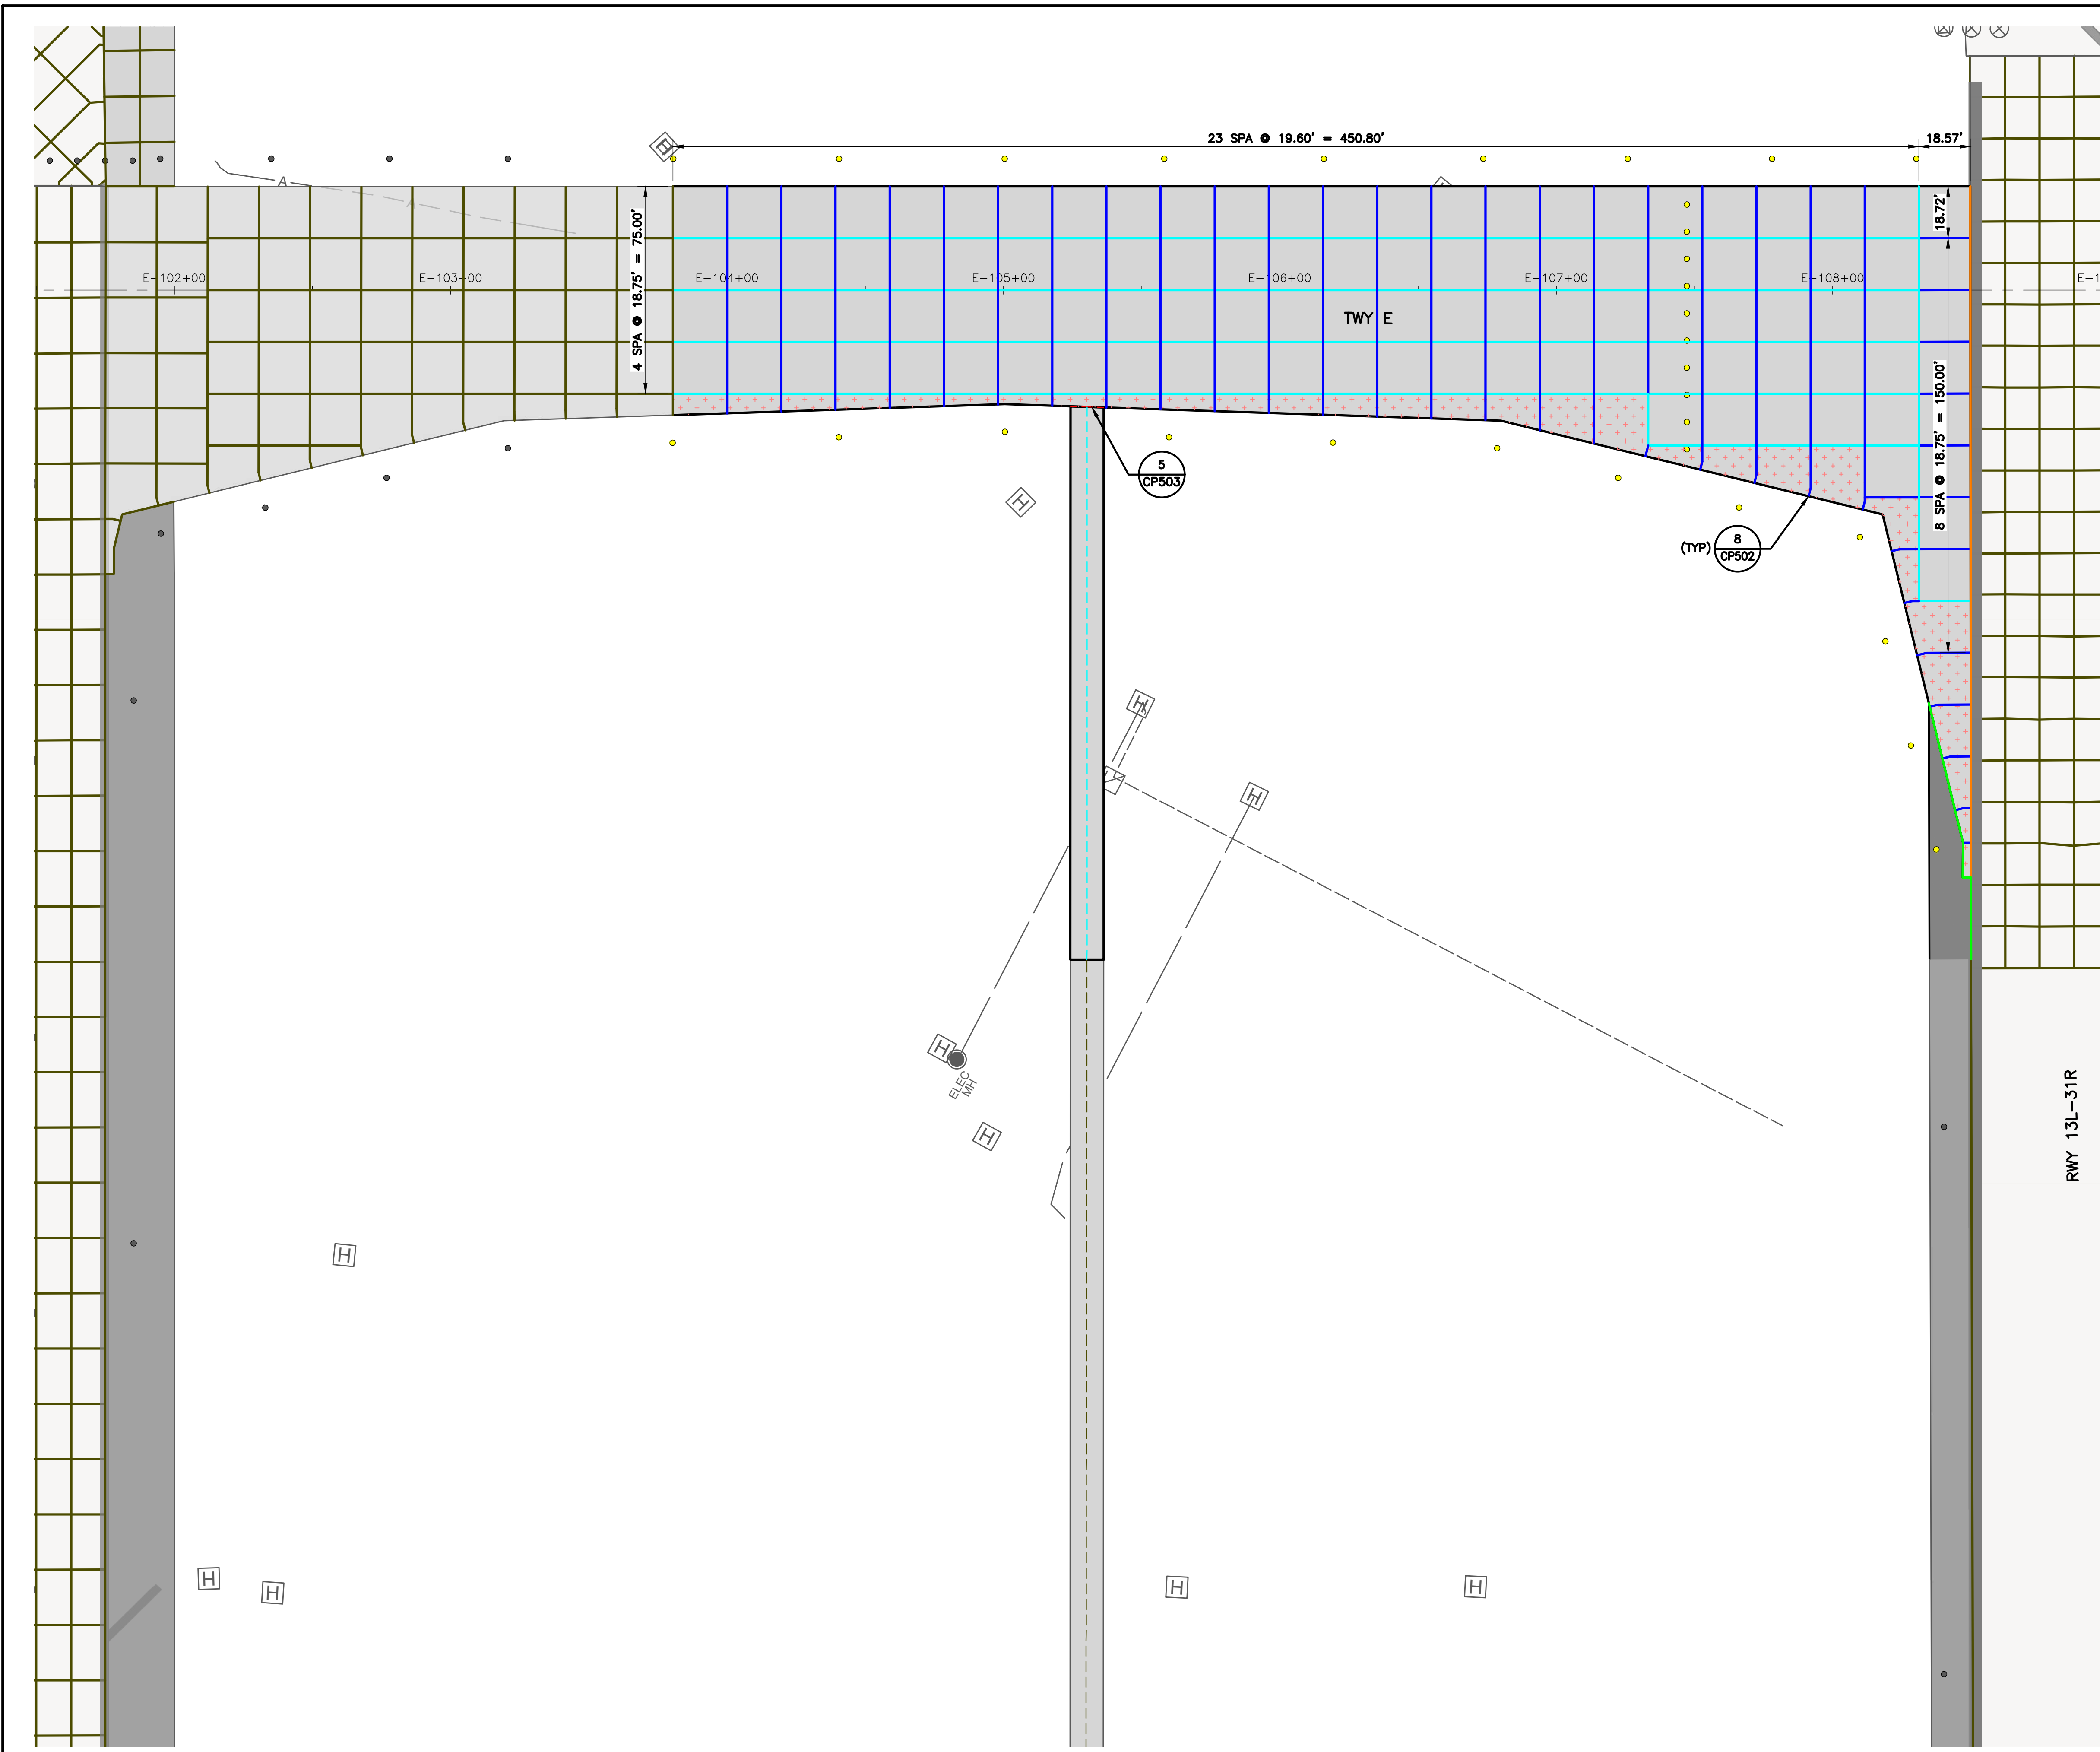 23 SPA @ 19.60' = 450.80'
18.57'
A
A
4 SPA @ 18.75' = 75.00'
18.72'
E-102+00
E-103+00
E-104+00
E-105+00
E-106+00
E-107+00
E-108+00
E-1
TWY E
8 SPA @ 18.75' = 150.00'
5
CP503
H
(TYP)
8
CP502
H
H
H
ELEC
MH
H
RWY 13L-31R
H
H
H
H
H